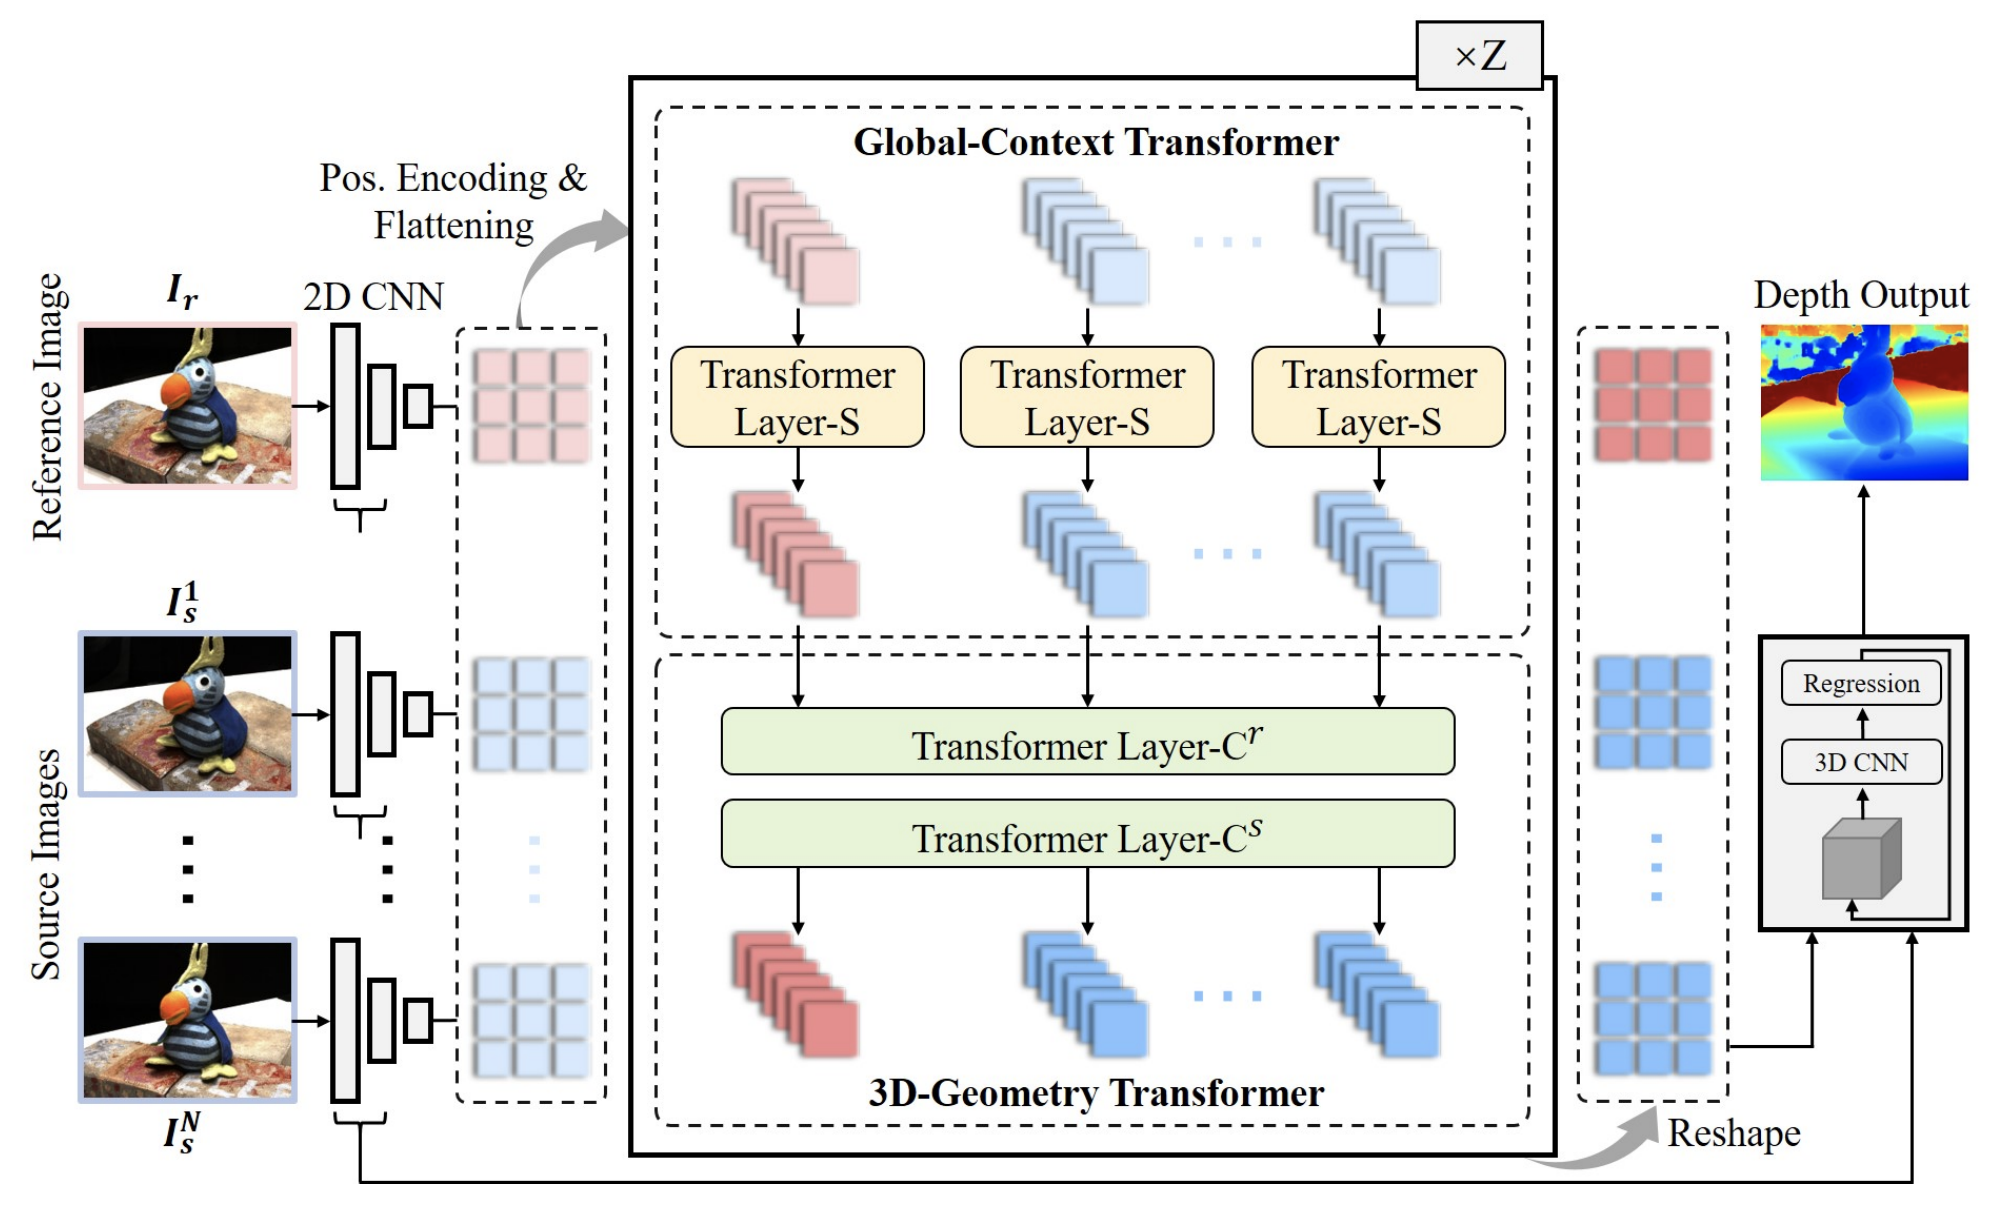 ×Z
Global-Context Transformer
Pos. Encoding &
Flattening
Reference Image
I_r
2D CNN
Transformer
Layer-S
Transformer
Layer-S
Transformer
Layer-S
Depth Output
Source Images
I_s^1
I_s^N
Transformer Layer-C^r
Transformer Layer-C^s
3D-Geometry Transformer
Regression
3D CNN
Reshape